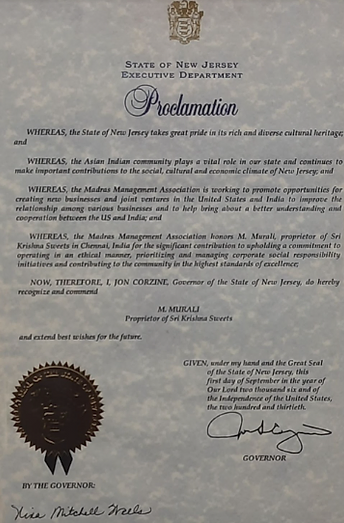 STATE OF NEW JERSEY
EXECUTIVE DEPARTMENT
Proclamation
WHEREAS, the State of New Jersey takes great pride in its rich and diverse cultural heritage;
and
WHEREAS, the Asian Indian community plays a vital role in our state and continues to
make important contributions to the social, cultural and economic climate of New Jersey; and
WHEREAS, the Madras Management Association is working to promote opportunities for
creating new businesses and joint ventures in the United States and India to improve the
relationship among various businesses and to help bring about a better understanding and
cooperation between the US and India; and
WHEREAS, the Madras Management Association honors M. Murali, proprietor of Sri
Krishna Sweets in Chennai, India for the significant contribution to upholding a commitment to
operating in an ethical manner, prioritizing and managing corporate social responsibility
initiatives and contributing to the community in the highest standards of excellence;
NOW, THEREFORE, I, JON CORZINE, Governor of the State of New Jersey, do hereby
recognize and commend
M. MURALI
Proprietor of Sri Krishna Sweets
and extend best wishes for the future.
GIVEN, under my hand and the Great Seal
of the State of New Jersey, this
first day of September in the year of
Our Lord two thousand six and of
the Independence of the United States,
the two hundred and thirtieth.
GOVERNOR
BY THE GOVERNOR:
Nina Mitchell Wells